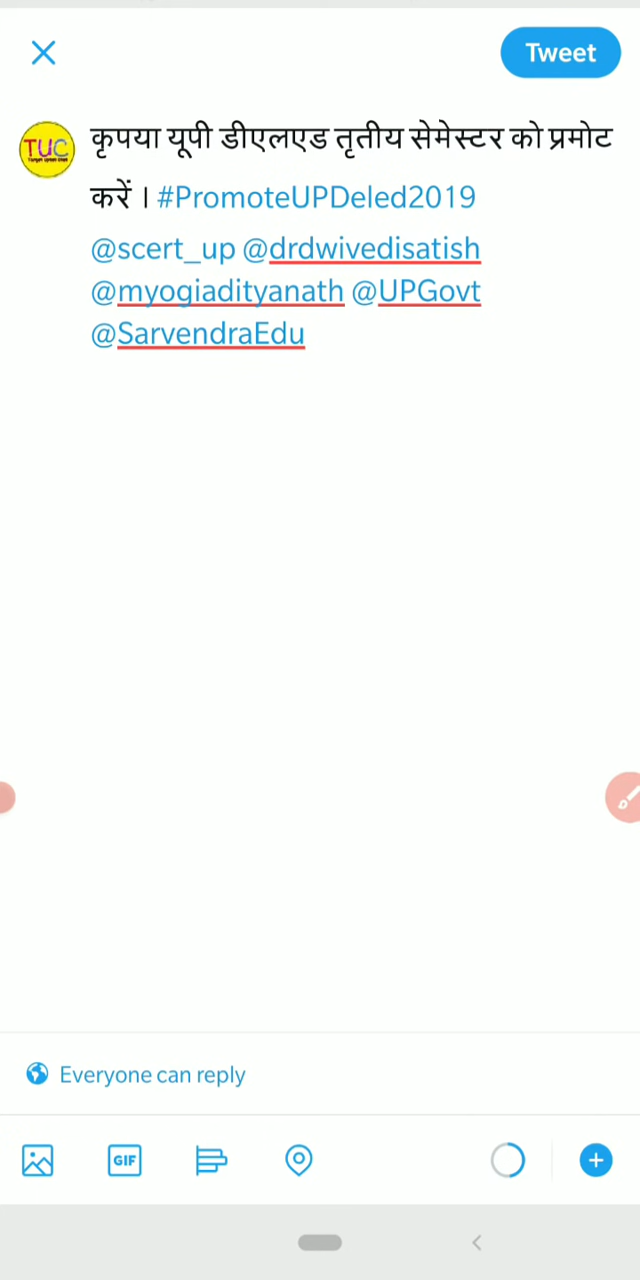 Tweet
TUC
कृपया यूपी डीएलएड तृतीय सेमेस्टर को प्रमोट
करें । #PromoteUPDeled2019
@scert_up @drdwivedisatish
@myogiadityanath @UPGovt
@SarvendraEdu
Everyone can reply
GIF